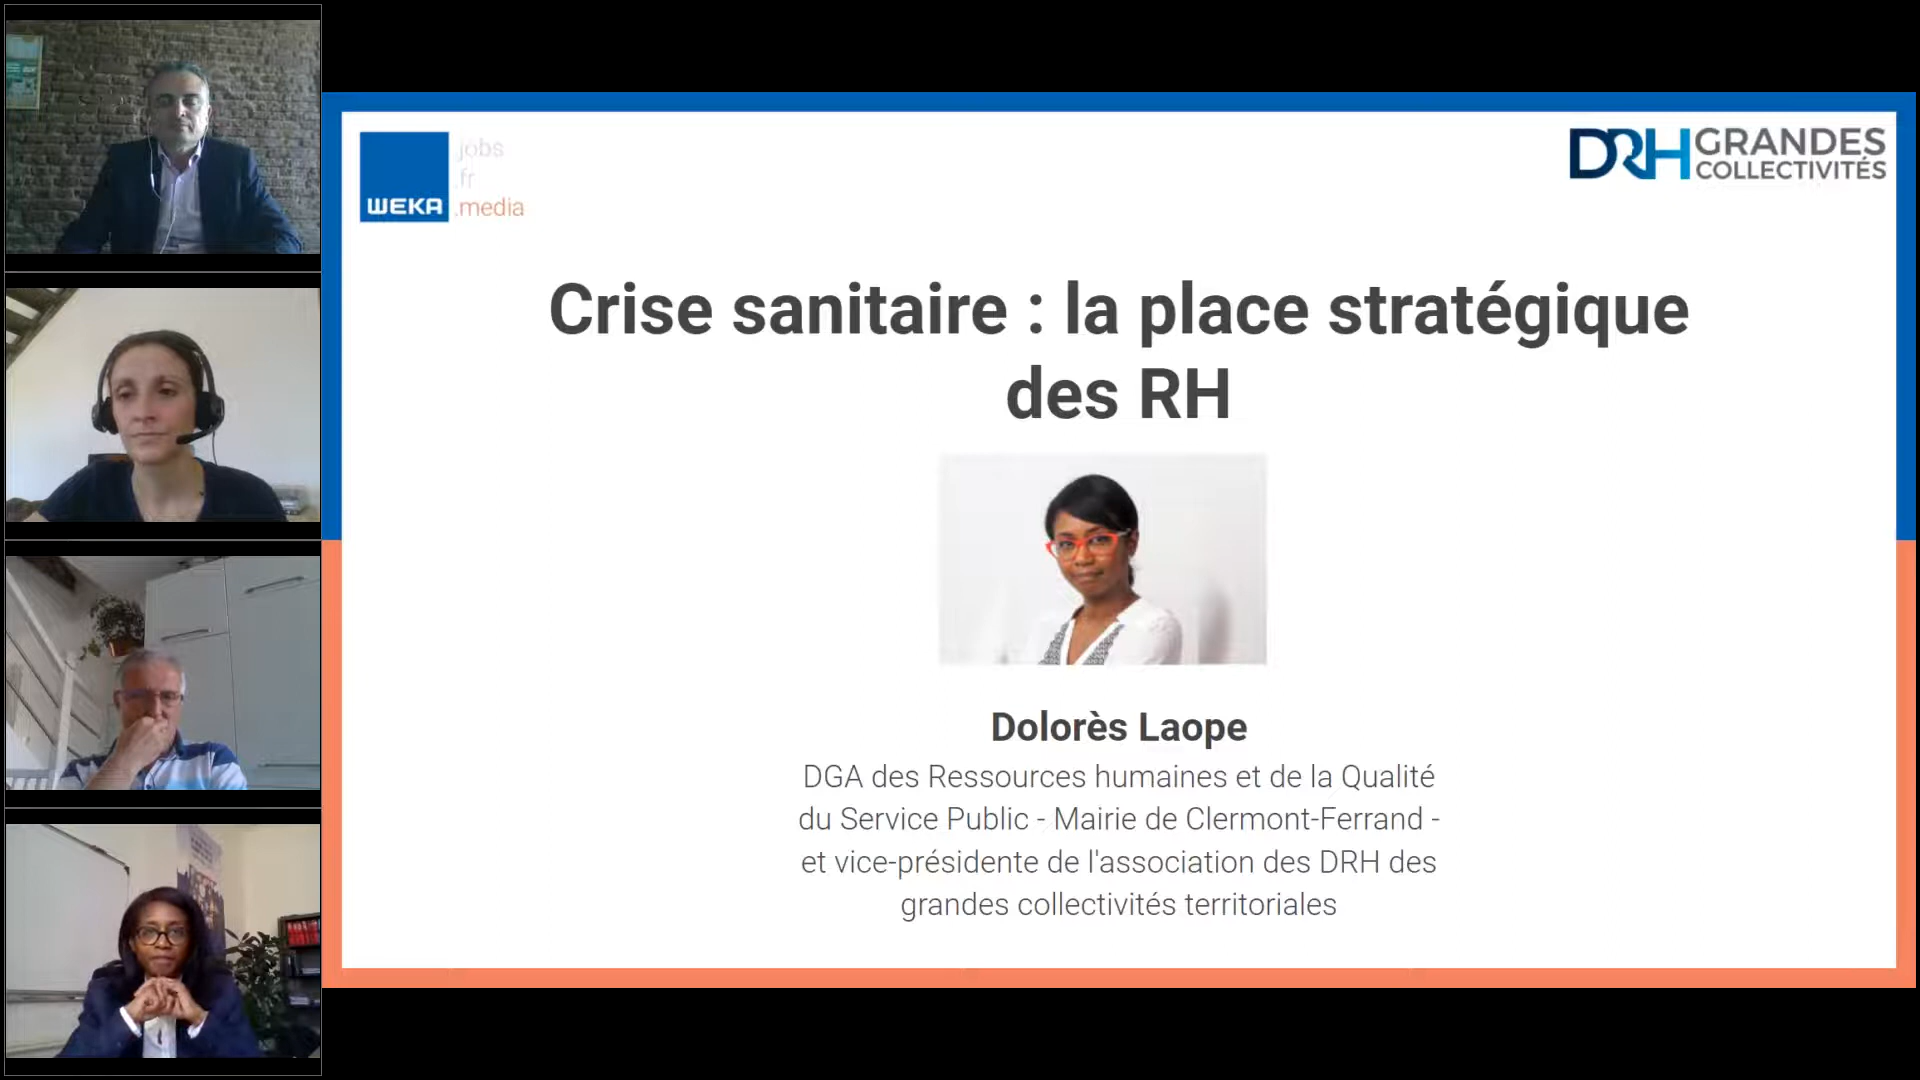 WEKA
jobs
.fr
.media
DRH GRANDES
COLLECTIVITÉS
Crise sanitaire : la place stratégique
des RH
Dolorès Laope
DGA des Ressources humaines et de la Qualité
du Service Public - Mairie de Clermont-Ferrand -
et vice-présidente de l'association des DRH des
grandes collectivités territoriales